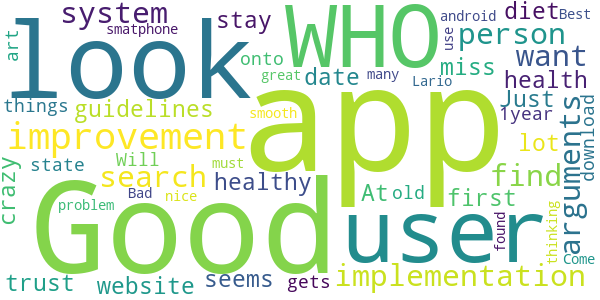 system
look
WHO
stay
android
diet
Best
smatphone
use
person
art
onto
want
great
many
Lario
miss
health
date
things
guidelines
app
smooth
Just
1year
arguments
download
improvement
lot
state
Will
search
must
find
crazy
Bad
nice
healthy
At
old
first
problem
Good
user
found
thinking
Come
trust
website
seems
gets
implementation